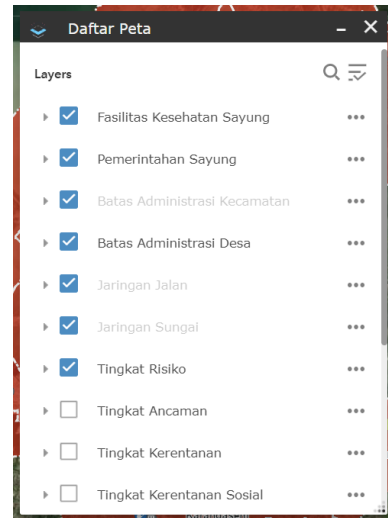 Daftar Peta
Layers
Fasilitas Kesehatan Sayung
Pemerintahan Sayung
Batas Administrasi Kecamatan
Batas Administrasi Desa
Jaringan Jalan
Jaringan Sungai
Tingkat Risiko
Tingkat Ancaman
Tingkat Kerentanan
Tingkat Kerentanan Sosial